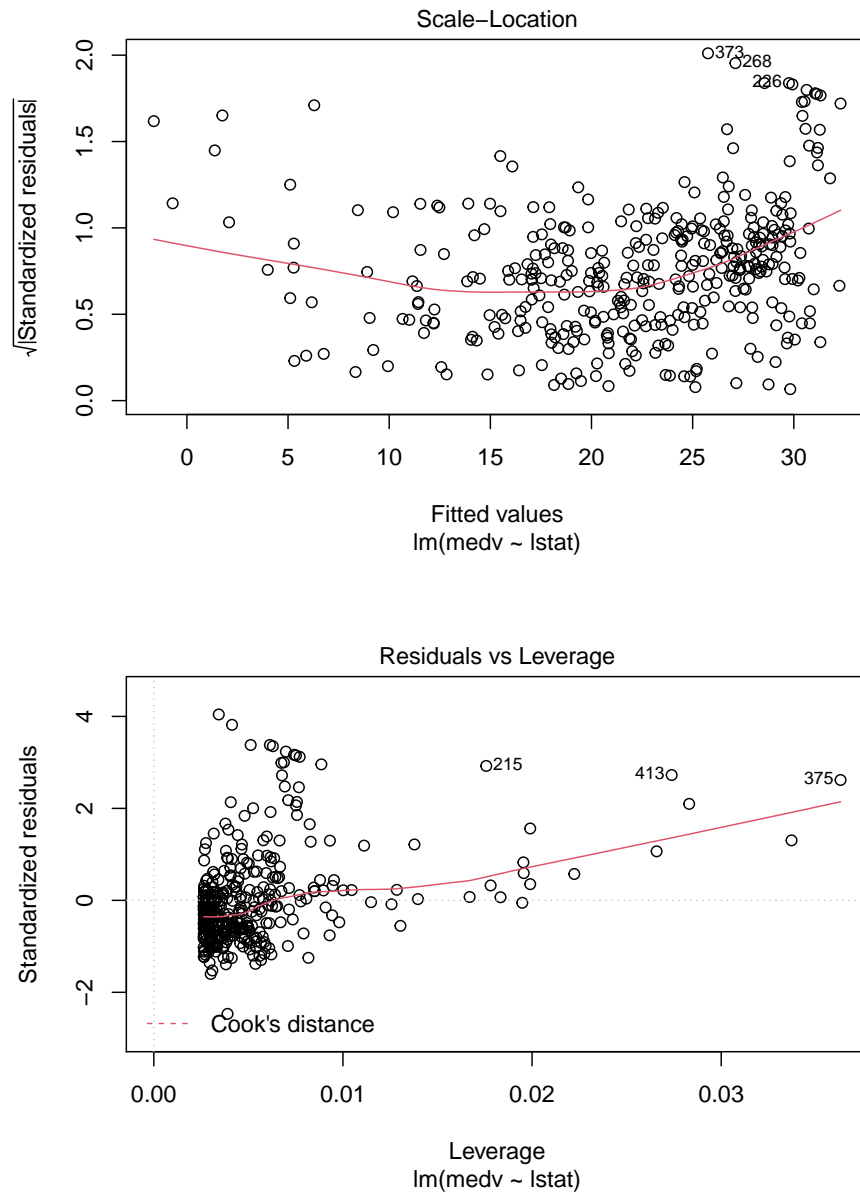 Scale−Location
√|Standardized residuals|
2.0
1.5
1.0
0.5
0.0
373
268
226
0 5 10 15 20 25 30
Fitted values
lm(medv ~ lstat)
Residuals vs Leverage
Standardized residuals
4
2
0
−2
215
413
375
Cook's distance
0.00 0.01 0.02 0.03
Leverage
lm(medv ~ lstat)